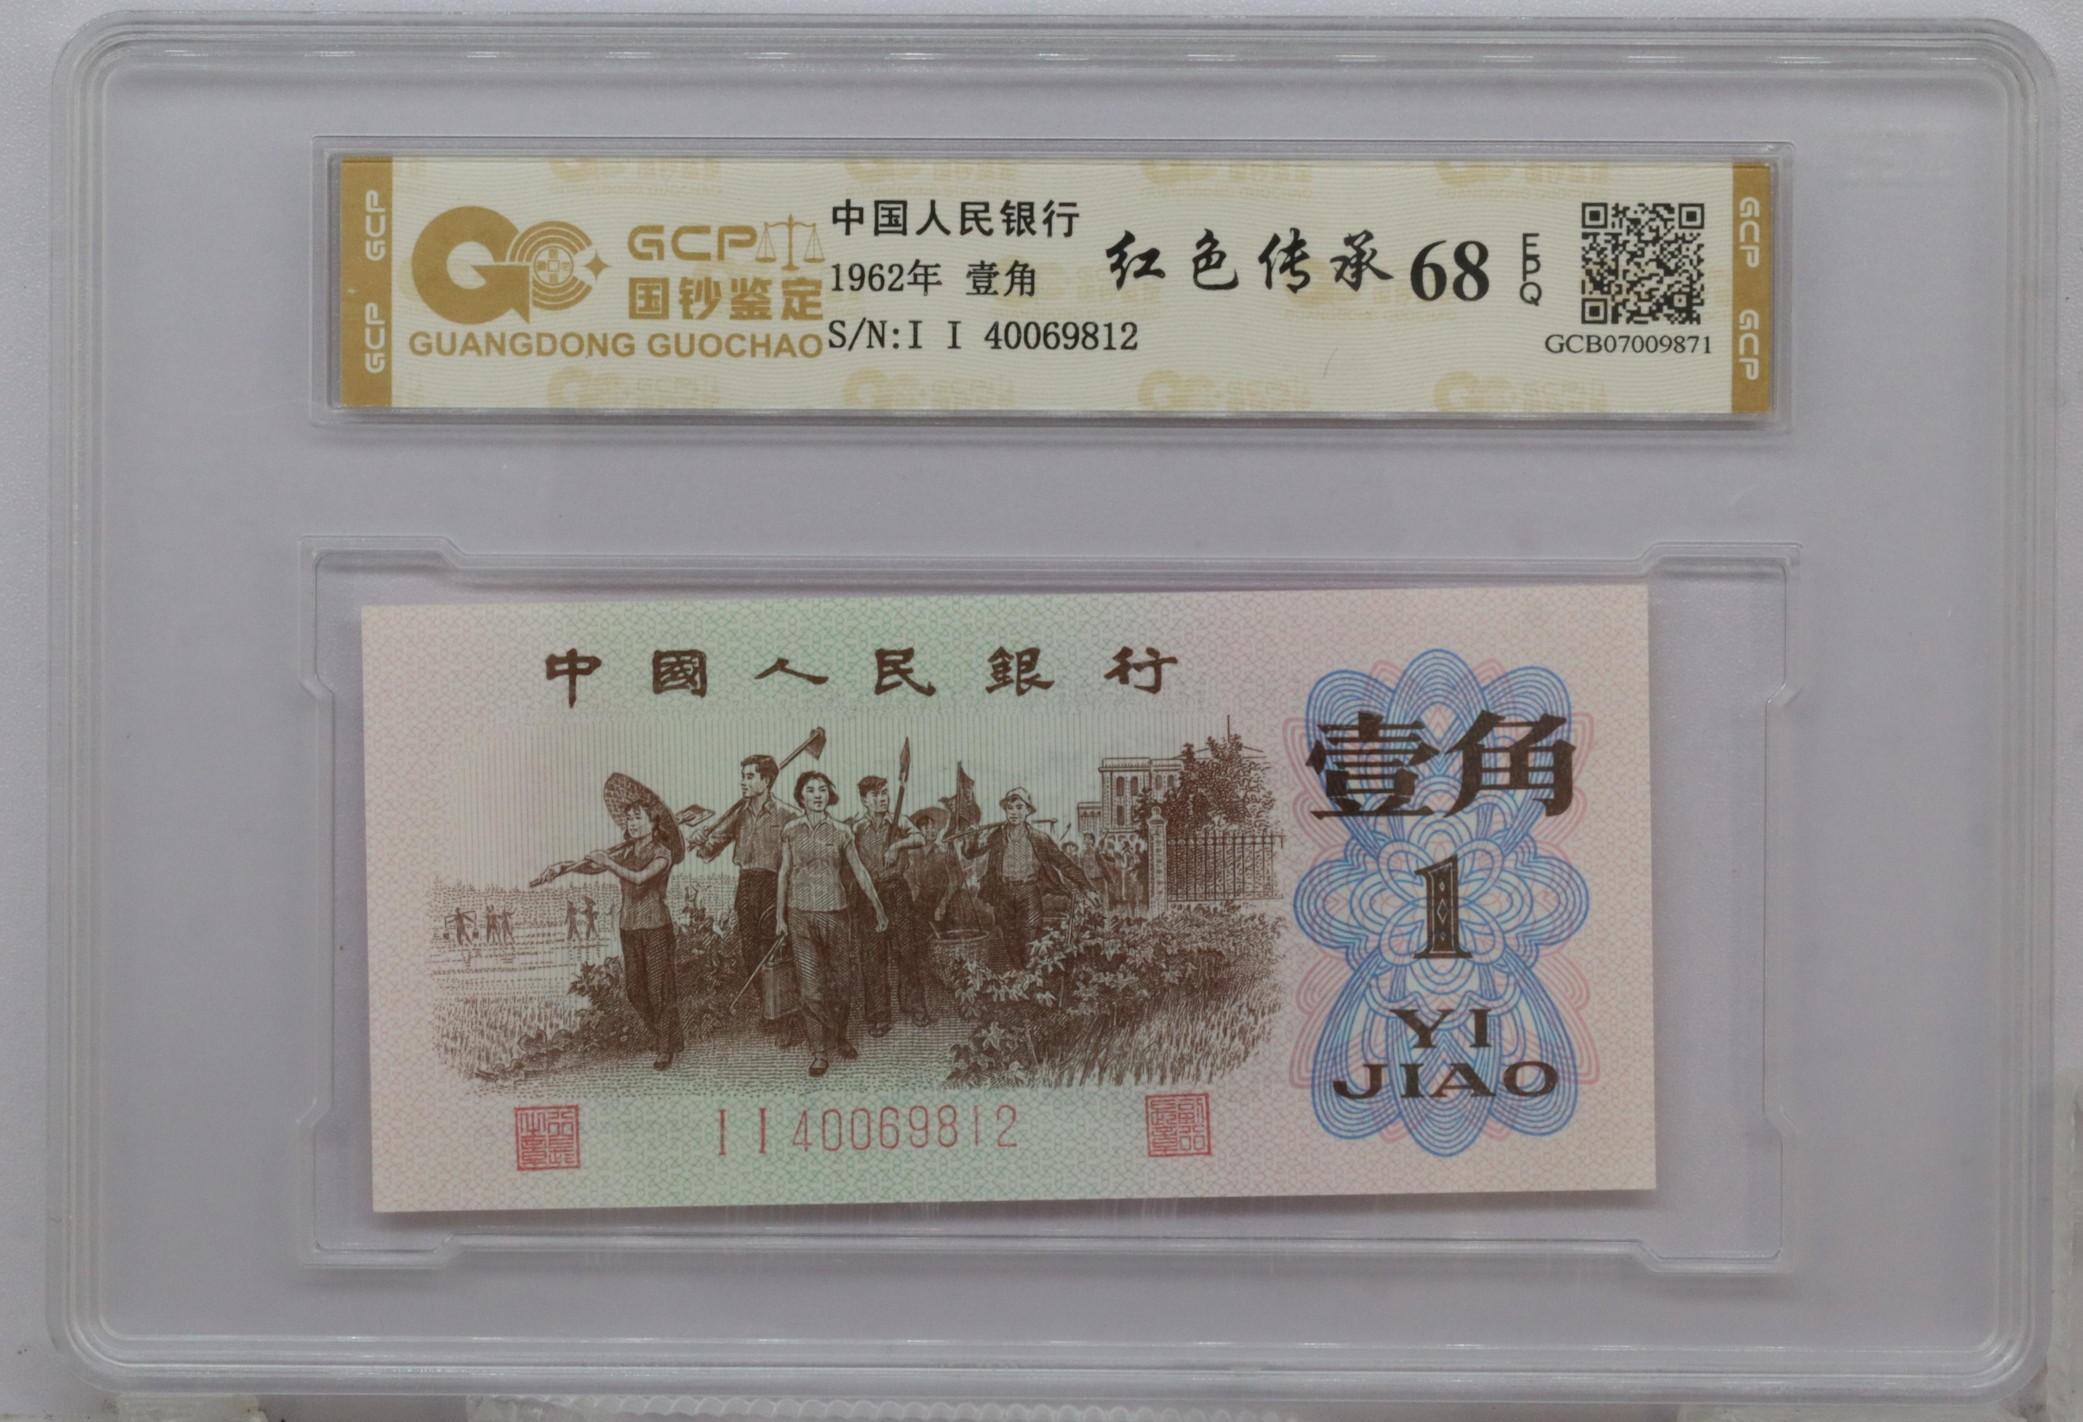 GCP GCP
GCP
国钞鉴定
GUANGDONG GUOCHAO
中国人民银行
1962年 壹角
S/N:I I 40069812
红色传承 68 EPQ
GCB07009871
GCP GCP
中國人民銀行
壹角
1
YI
JIAO
I I 40069812